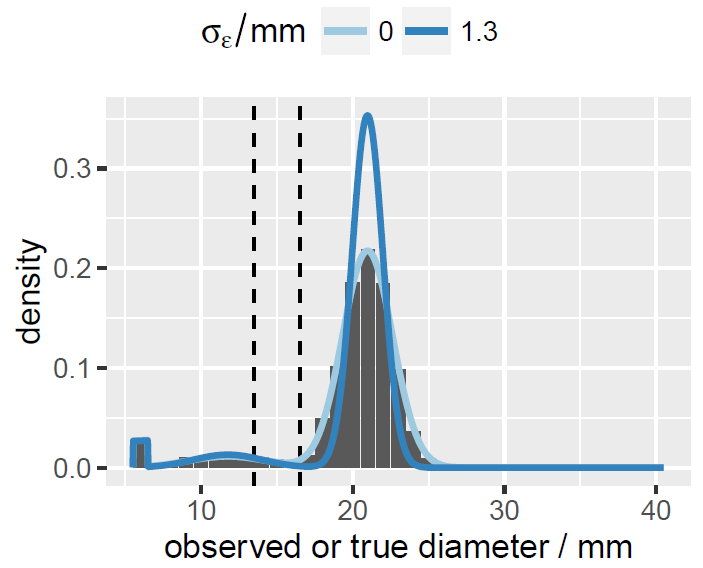 σε/mm 0 1.3
0.3
0.2
0.1
0.0
density
10 20 30 40
observed or true diameter / mm